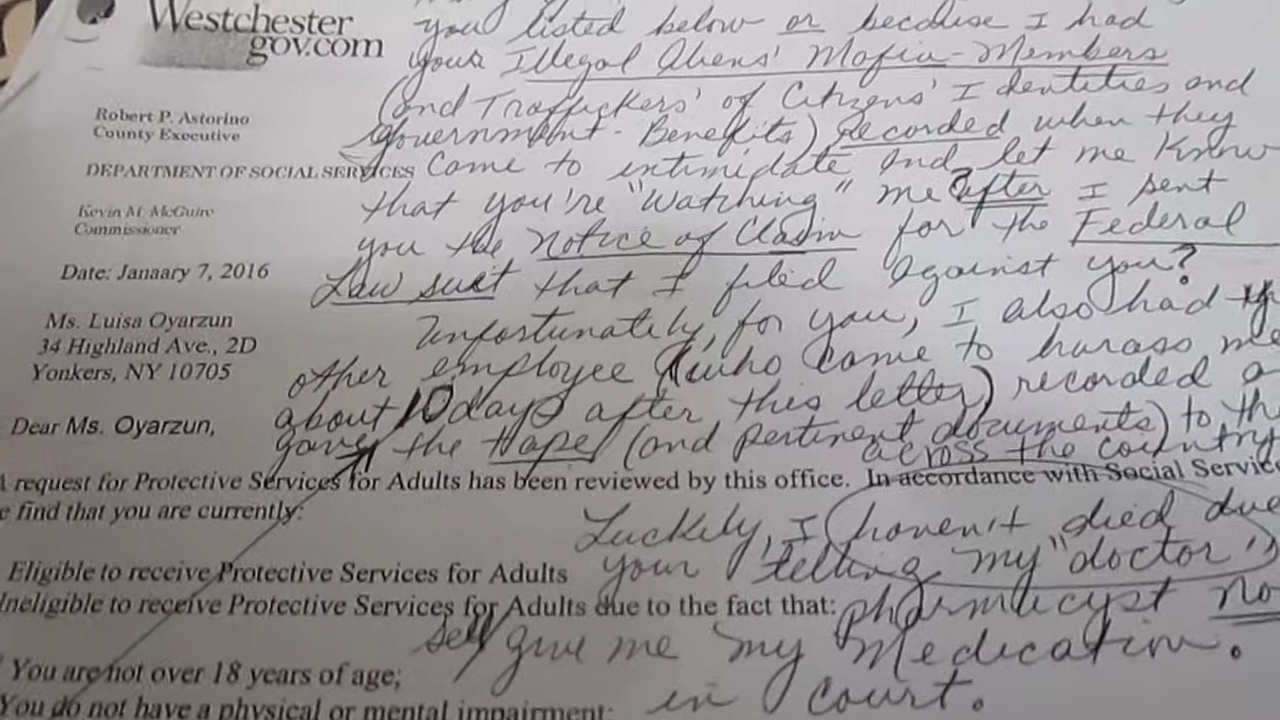 Westchester
gov.com
you listed below or because I had
your Illegal Aliens' Mafia-Members
(and Traffickers' of Citizens' Identities and
government-Benefits) recorded when they
Robert P. Astorino
County Executive
come to intimidate and let me know
DEPARTMENT OF SOCIAL SERVICES
that you're "watching" me after I sent
Kevin M. McGuire
Commissioner
you the Notice of Claim for the Federal
Law suit that I filed against you?
Date: Janaary 7, 2016
Unfortunately, for you, I also had
Ms. Luisa Oyarzun
34 Highland Ave., 2D
Yonkers, NY 10705
other employee (who came to harass me
about 10 days after this letter) recorded
gave the tape (and pertinent documents) to
across the country
Dear Ms. Oyarzun,
A request for Protective Services for Adults has been reviewed by this office. In accordance with Social Service
e find that you are currently:
Luckily, I haven't died due
your telling my "doctor"
Eligible to receive Protective Services for Adults
Ineligible to receive Protective Services for Adults due to the fact that:
pharmacyst no
sell/give me my Medication.
You are not over 18 years of age;
in court.
You do not have a physical or mental impairment;